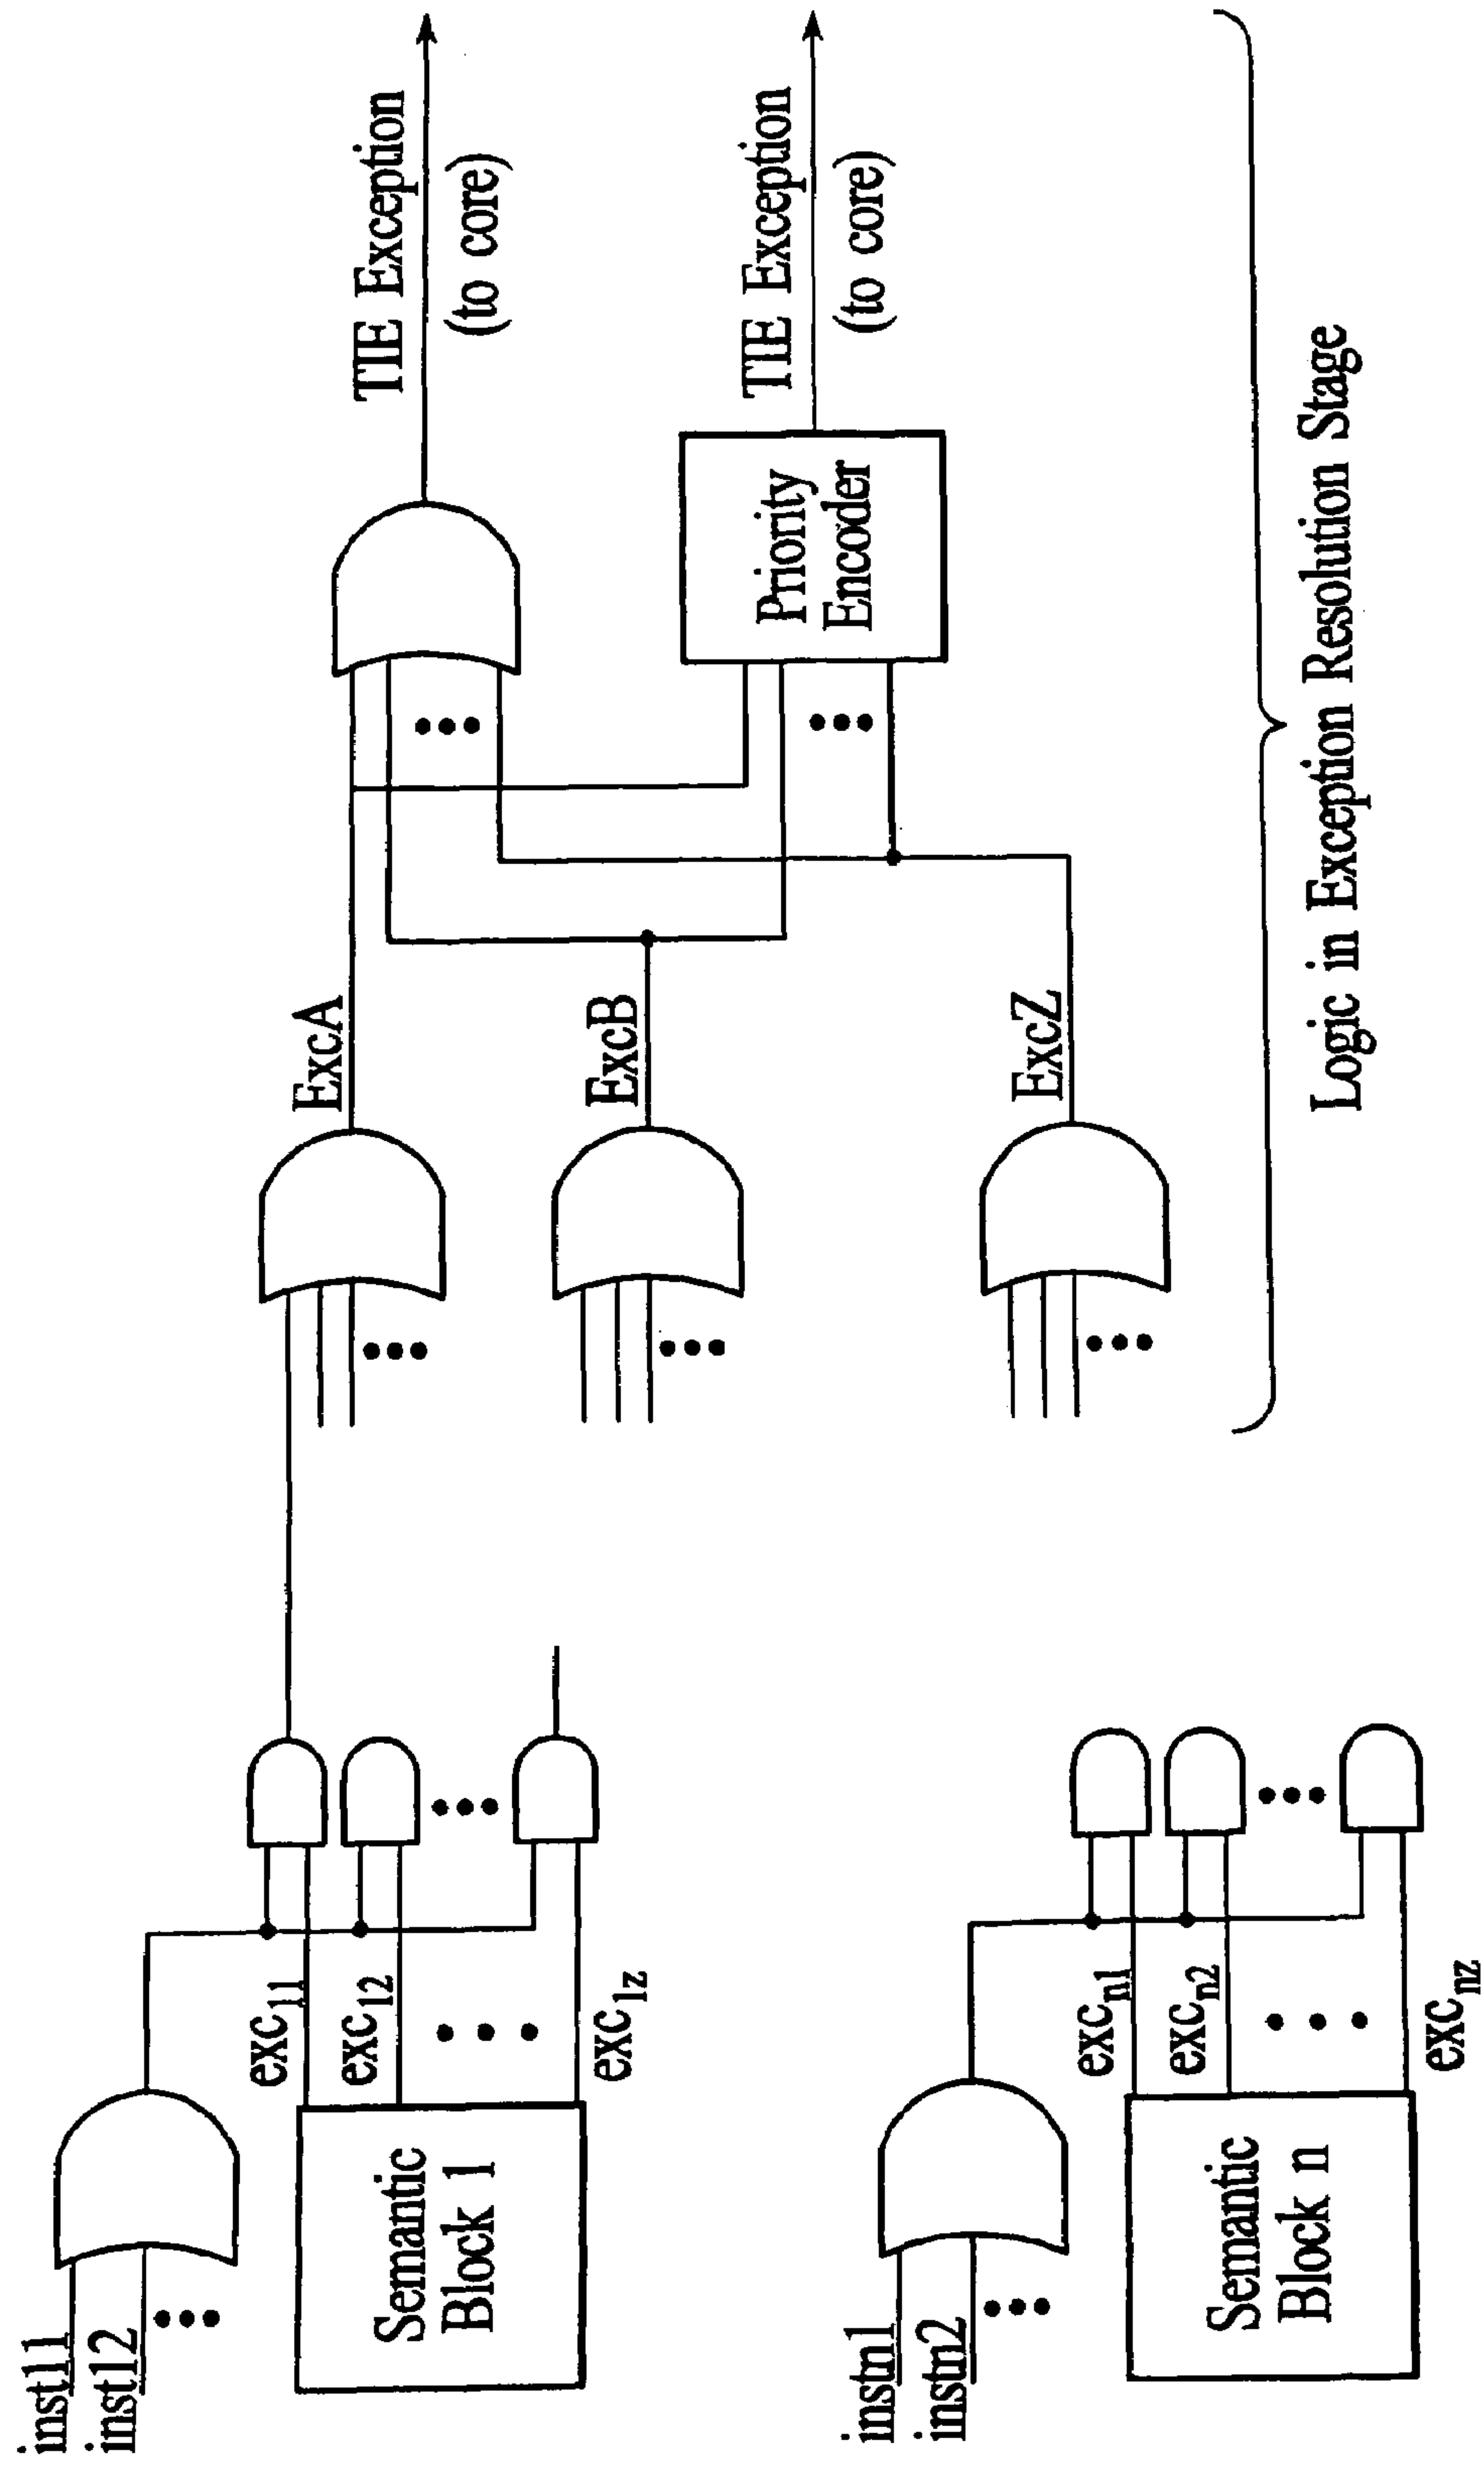 inst11
inst12
Semantic
Block 1
exc11
exc12
exc1z
instn1
instn2
Semantic
Block n
excn1
excn2
excnz
ExcA
ExcB
ExcZ
Priority
Encoder
TIE Exception
(to core)
TIE Exception
(to core)
Logic in Exception Resolution Stage